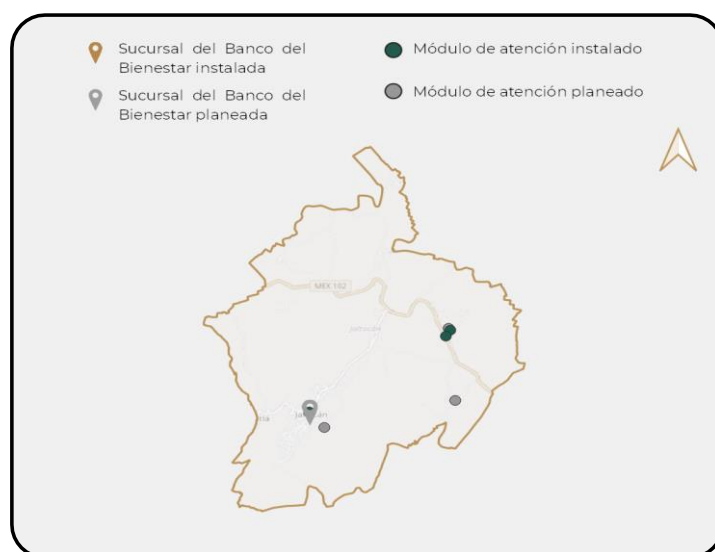 Sucursal del Banco del
Bienestar instalada
Módulo de atención instalado
Sucursal del Banco del
Bienestar planeada
Módulo de atención planeado
MEX 102